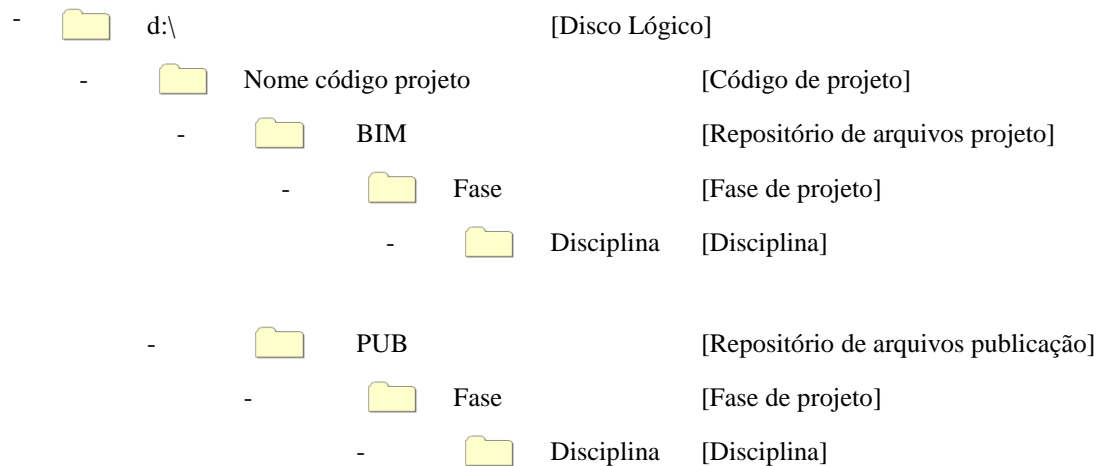 - d:\ [Disco Lógico]
- Nome código projeto [Código de projeto]
- BIM [Repositório de arquivos projeto]
- Fase [Fase de projeto]
- Disciplina [Disciplina]
- PUB [Repositório de arquivos publicação]
- Fase [Fase de projeto]
- Disciplina [Disciplina]